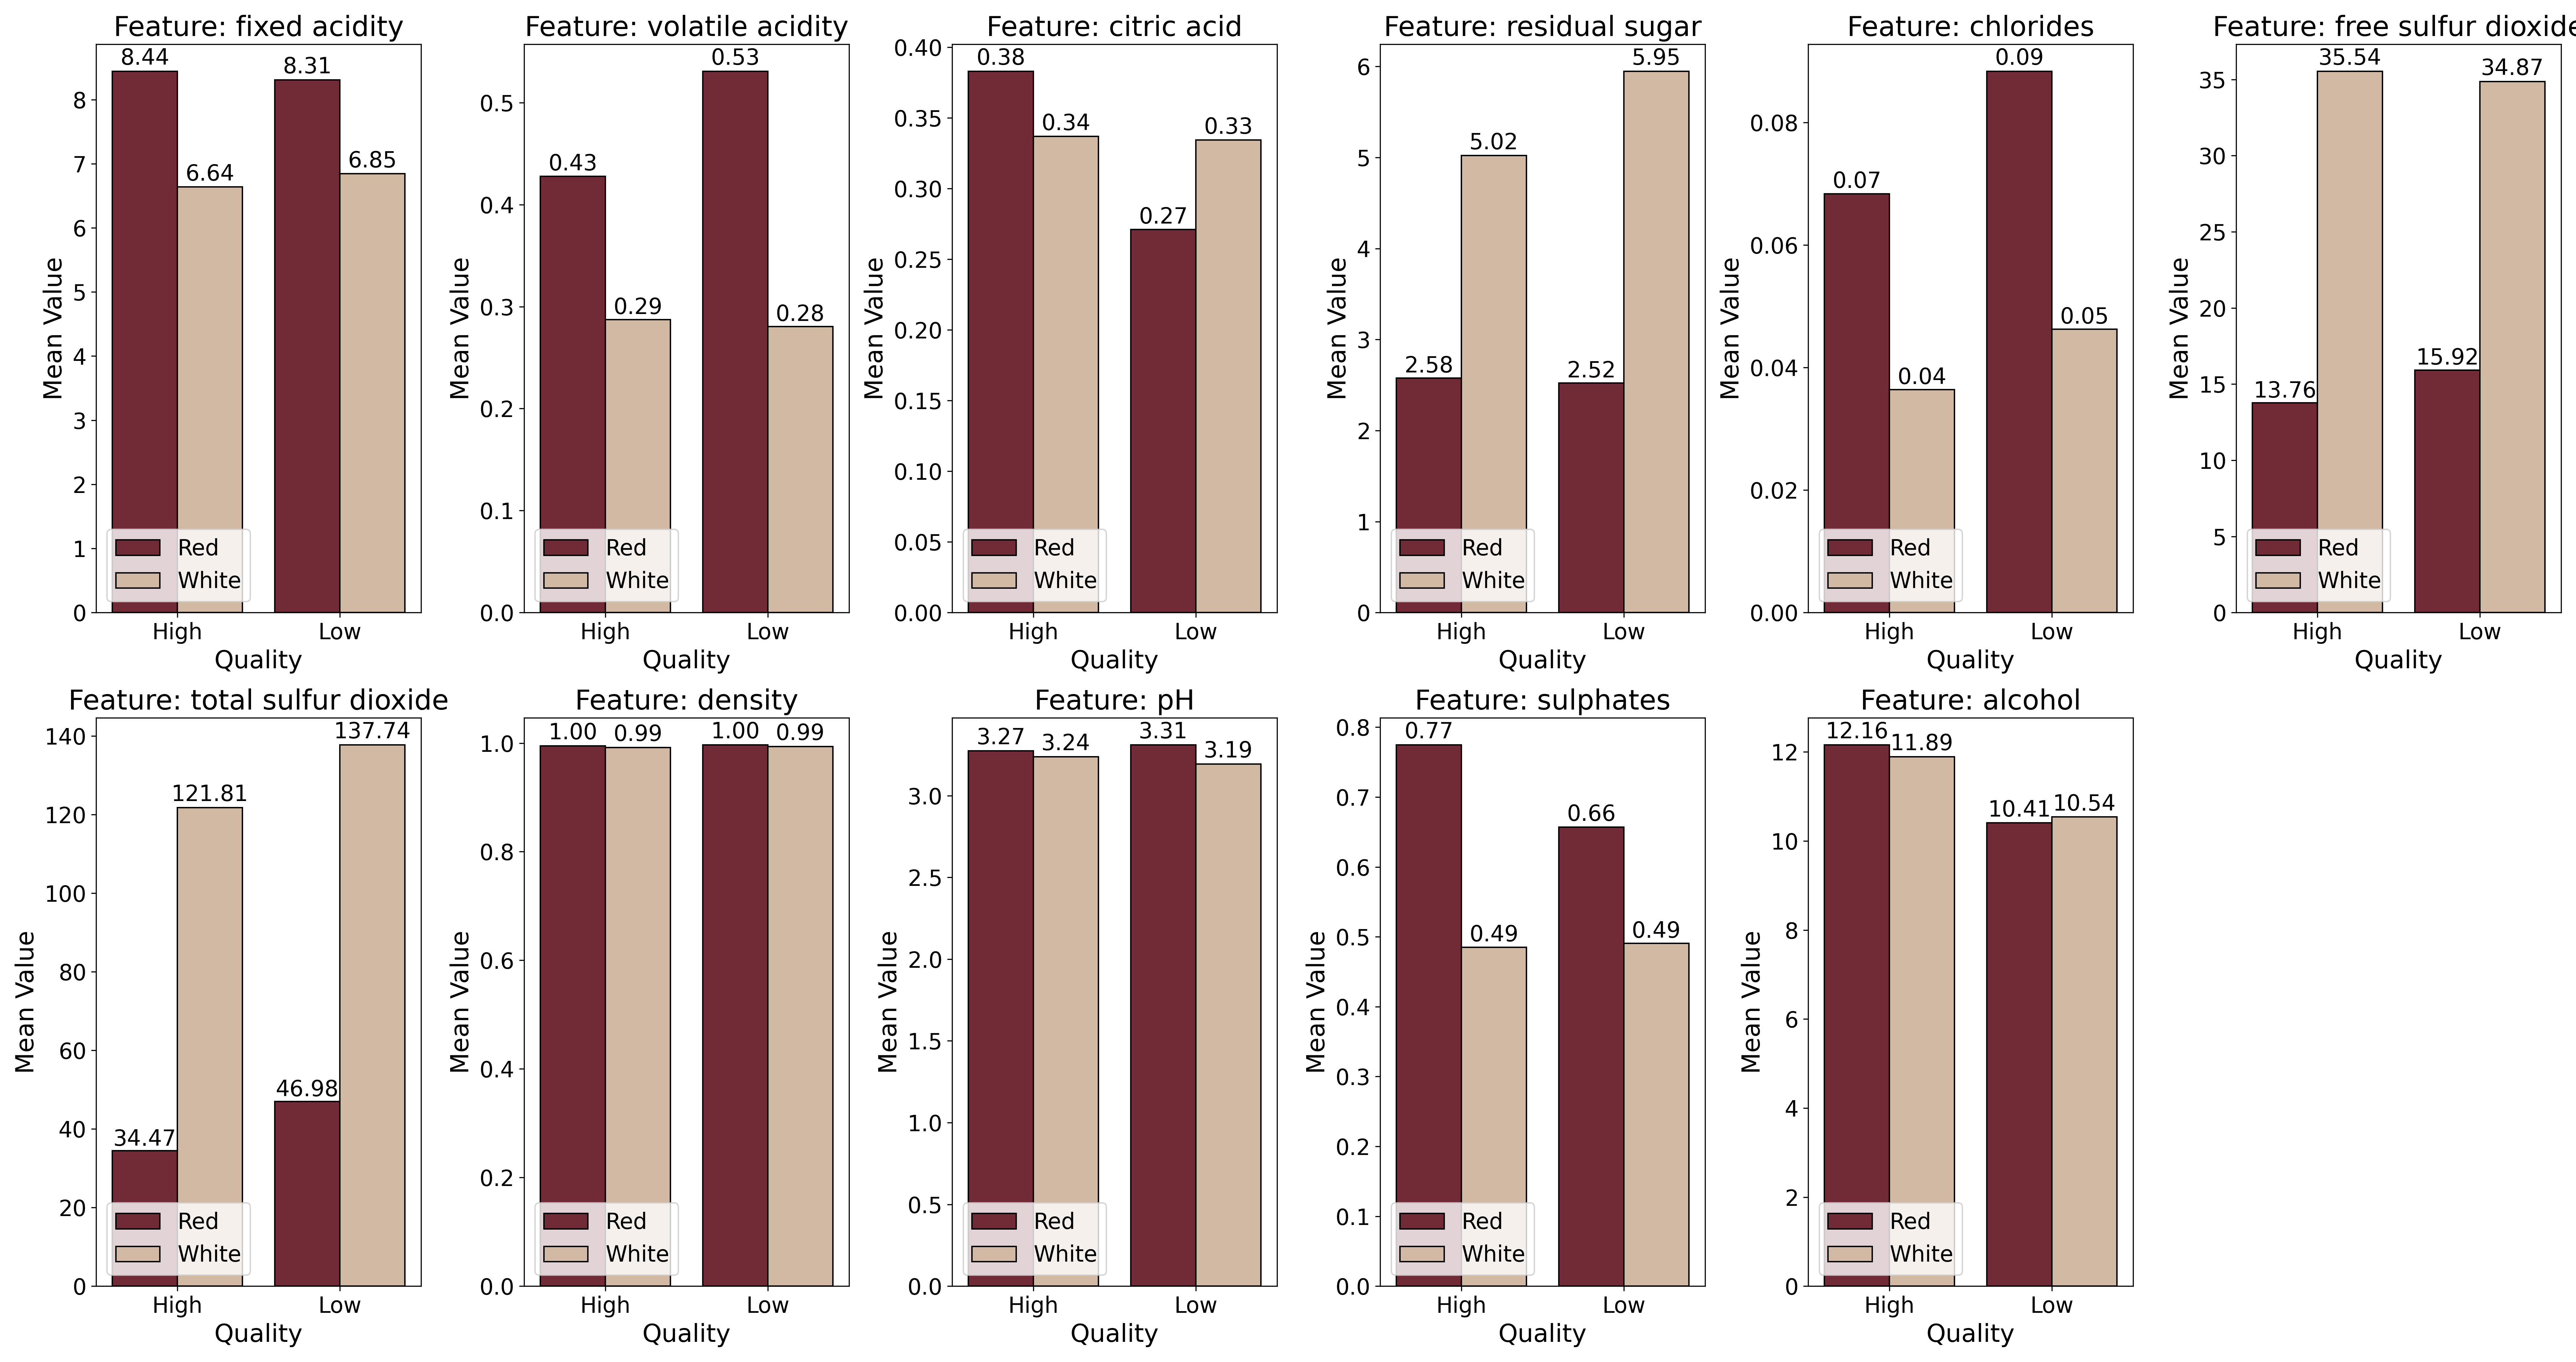 Feature: fixed acidity
8.44
8.31
6.64
6.85
8
7
6
5
4
3
2
1
0
Mean Value
Red
White
High
Low
Quality
Feature: volatile acidity
0.53
0.43
0.29
0.28
0.5
0.4
0.3
0.2
0.1
0.0
Mean Value
Red
White
High
Low
Quality
Feature: citric acid
0.38
0.34
0.33
0.27
0.40
0.35
0.30
0.25
0.20
0.15
0.10
0.05
0.00
Mean Value
Red
White
High
Low
Quality
Feature: residual sugar
5.95
5.02
2.58
2.52
6
5
4
3
2
1
0
Mean Value
Red
White
High
Low
Quality
Feature: chlorides
0.09
0.07
0.05
0.04
0.08
0.06
0.04
0.02
0.00
Mean Value
Red
White
High
Low
Quality
Feature: free sulfur dioxide
35.54
34.87
15.92
13.76
35
30
25
20
15
10
5
0
Mean Value
Red
White
High
Low
Quality
Feature: total sulfur dioxide
137.74
121.81
46.98
34.47
140
120
100
80
60
40
20
0
Mean Value
Red
White
High
Low
Quality
Feature: density
1.00
0.99
1.00
0.99
1.0
0.8
0.6
0.4
0.2
0.0
Mean Value
Red
White
High
Low
Quality
Feature: pH
3.27
3.24
3.31
3.19
3.0
2.5
2.0
1.5
1.0
0.5
0.0
Mean Value
Red
White
High
Low
Quality
Feature: sulphates
0.77
0.66
0.49
0.49
0.8
0.7
0.6
0.5
0.4
0.3
0.2
0.1
0.0
Mean Value
Red
White
High
Low
Quality
Feature: alcohol
12.16
11.89
10.41
10.54
12
10
8
6
4
2
0
Mean Value
Red
White
High
Low
Quality